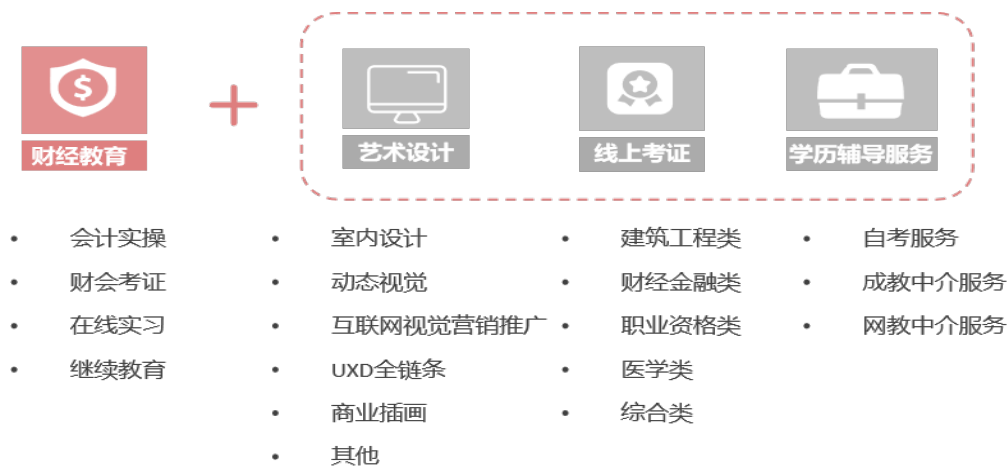 财经教育
艺术设计
线上考证
学历辅导服务
• 会计实操
• 财会考证
• 在线实习
• 继续教育
• 室内设计
• 动态视觉
• 互联网视觉营销推广
• UXD全链条
• 商业插画
• 其他
• 建筑工程类
• 财经金融类
• 职业资格类
• 医学类
• 综合类
• 自考服务
• 成教中介服务
• 网教中介服务